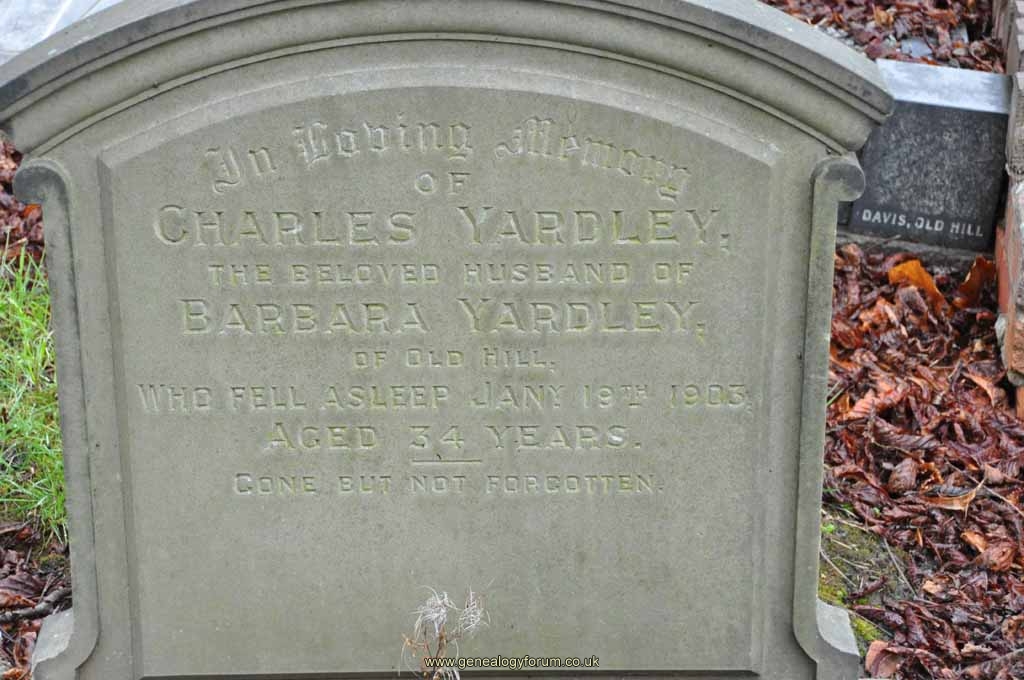 In Loving Memory
OF
CHARLES YARDLEY,
THE BELOVED HUSBAND OF
BARBARA YARDLEY,
OF OLD HILL,
WHO FELL ASLEEP JANY 19TH 1903,
AGED 34 YEARS.
GONE BUT NOT FORGOTTEN.
DAVIS, OLD HILL
www.genealogyforum.co.uk